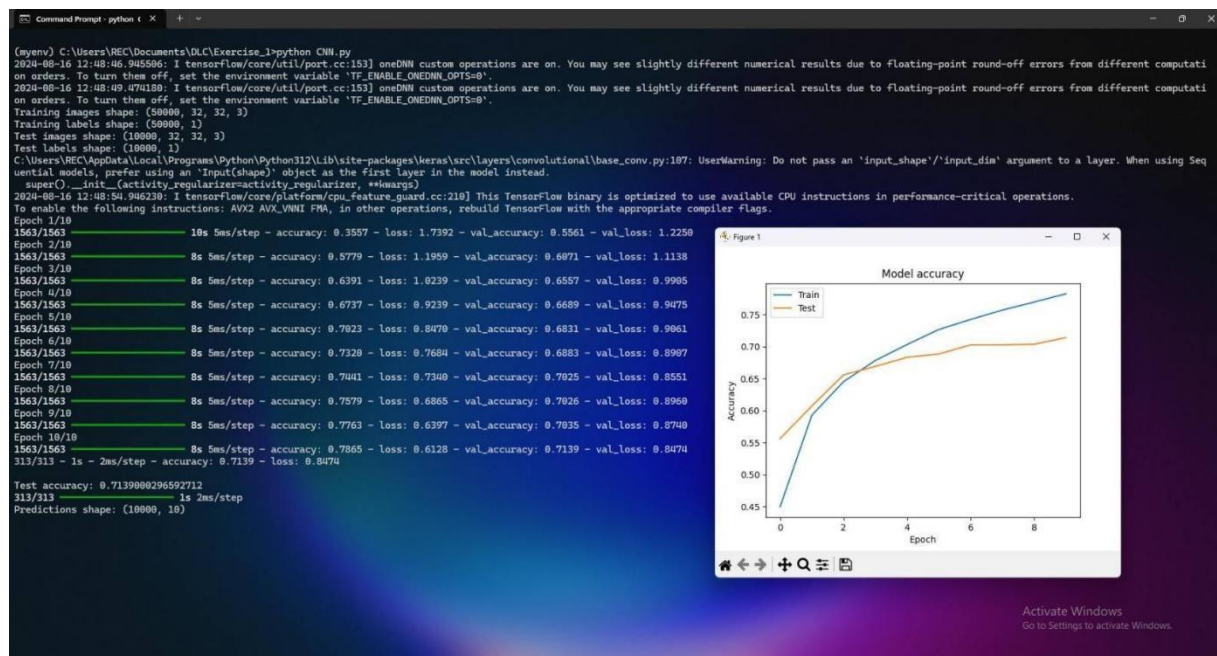 Command Prompt - python C
(myenv) C:\Users\REC\Documents\DLC\Exercise_1>python CNN.py
2024-08-16 12:48:46.945506: I tensorflow/core/util/port.cc:153] oneDNN custom operations are on. You may see slightly different numerical results due to floating-point round-off errors from different computati
on orders. To turn them off, set the environment variable `TF_ENABLE_ONEDNN_OPTS=0`.
2024-08-16 12:48:49.474180: I tensorflow/core/util/port.cc:153] oneDNN custom operations are on. You may see slightly different numerical results due to floating-point round-off errors from different computati
on orders. To turn them off, set the environment variable `TF_ENABLE_ONEDNN_OPTS=0`.
Training images shape: (50000, 32, 32, 3)
Training labels shape: (50000, 1)
Test images shape: (10000, 32, 32, 3)
Test labels shape: (10000, 1)
C:\Users\REC\AppData\Local\Programs\Python\Python312\Lib\site-packages\keras\src\layers\convolutional\base_conv.py:107: UserWarning: Do not pass an `input_shape`/`input_dim` argument to a layer. When using Seq
uential models, prefer using an `Input(shape)` object as the first layer in the model instead.
super().__init__(activity_regularizer=activity_regularizer, **kwargs)
2024-08-16 12:48:54.946230: I tensorflow/core/platform/cpu_feature_guard.cc:210] This TensorFlow binary is optimized to use available CPU instructions in performance-critical operations.
To enable the following instructions: AVX2 AVX_VNNI FMA, in other operations, rebuild TensorFlow with the appropriate compiler flags.
Epoch 1/10
1563/1563 10s 5ms/step - accuracy: 0.3557 - loss: 1.7392 - val_accuracy: 0.5561 - val_loss: 1.2250
Epoch 2/10
1563/1563 8s 5ms/step - accuracy: 0.5779 - loss: 1.1959 - val_accuracy: 0.6071 - val_loss: 1.1138
Epoch 3/10
1563/1563 8s 5ms/step - accuracy: 0.6391 - loss: 1.0239 - val_accuracy: 0.6557 - val_loss: 0.9905
Epoch 4/10
1563/1563 8s 5ms/step - accuracy: 0.6737 - loss: 0.9239 - val_accuracy: 0.6689 - val_loss: 0.9475
Epoch 5/10
1563/1563 8s 5ms/step - accuracy: 0.7023 - loss: 0.8470 - val_accuracy: 0.6831 - val_loss: 0.9061
Epoch 6/10
1563/1563 8s 5ms/step - accuracy: 0.7320 - loss: 0.7684 - val_accuracy: 0.6883 - val_loss: 0.8907
Epoch 7/10
1563/1563 8s 5ms/step - accuracy: 0.7441 - loss: 0.7340 - val_accuracy: 0.7025 - val_loss: 0.8551
Epoch 8/10
1563/1563 8s 5ms/step - accuracy: 0.7579 - loss: 0.6865 - val_accuracy: 0.7026 - val_loss: 0.8960
Epoch 9/10
1563/1563 8s 5ms/step - accuracy: 0.7763 - loss: 0.6397 - val_accuracy: 0.7035 - val_loss: 0.8740
Epoch 10/10
1563/1563 8s 5ms/step - accuracy: 0.7865 - loss: 0.6128 - val_accuracy: 0.7139 - val_loss: 0.8474
313/313 - 1s - 2ms/step - accuracy: 0.7139 - loss: 0.8474
Test accuracy: 0.7139000296592712
313/313 1s 2ms/step
Predictions shape: (10000, 10)
Figure 1
Model accuracy
Train
Test
0.75
0.70
0.65
0.60
0.55
0.50
0.45
Accuracy
0 2 4 6 8
Epoch
Activate Windows
Go to Settings to activate Windows.